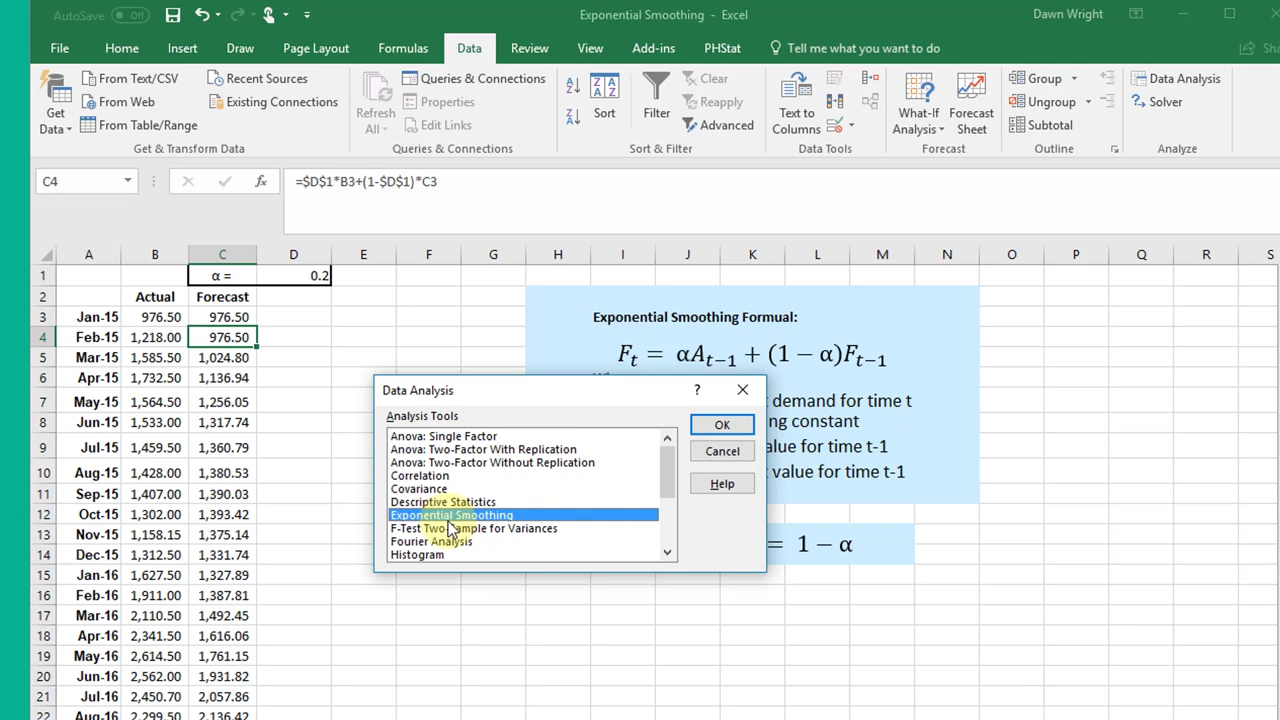 AutoSave Off Exponential Smoothing - Excel Dawn Wright
File Home Insert Draw Page Layout Formulas Data Review View Add-ins PHStat Tell me what you want to do
Get Data
From Text/CSV
From Web
From Table/Range
Recent Sources
Existing Connections
Get & Transform Data
Refresh All
Queries & Connections
Properties
Edit Links
Queries & Connections
Sort
Filter
Clear
Reapply
Advanced
Sort & Filter
Text to Columns
Data Tools
What-If Analysis
Forecast Sheet
Forecast
Group
Ungroup
Subtotal
Outline
Data Analysis
Solver
Analyze
C4 fx =$D$1*B3+(1-$D$1)*C3
A B C D E F G H I J K L M N O P Q R S
1 α = 0.2
2 Actual Forecast
3 Jan-15 976.50 976.50
4 Feb-15 1,218.00 976.50
5 Mar-15 1,585.50 1,024.80
6 Apr-15 1,732.50 1,136.94
7 May-15 1,564.50 1,256.05
8 Jun-15 1,533.00 1,317.74
9 Jul-15 1,459.50 1,360.79
10 Aug-15 1,428.00 1,380.53
11 Sep-15 1,407.00 1,390.03
12 Oct-15 1,302.00 1,393.42
13 Nov-15 1,158.15 1,375.14
14 Dec-15 1,312.50 1,331.74
15 Jan-16 1,627.50 1,327.89
16 Feb-16 1,911.00 1,387.81
17 Mar-16 2,110.50 1,492.45
18 Apr-16 2,341.50 1,616.06
19 May-16 2,614.50 1,761.15
20 Jun-16 2,562.00 1,931.82
21 Jul-16 2,450.70 2,057.86
22 Aug-16 2,299.50 2,136.42
Exponential Smoothing Formual:
Fₜ = αAₜ₋₁ + (1 − α)Fₜ₋₁
demand for time t
constant
value for time t-1
value for time t-1
= 1 − α
Data Analysis ?
Analysis Tools
Anova: Single Factor
Anova: Two-Factor With Replication
Anova: Two-Factor Without Replication
Correlation
Covariance
Descriptive Statistics
Exponential Smoothing
F-Test Two-Sample for Variances
Fourier Analysis
Histogram
OK
Cancel
Help